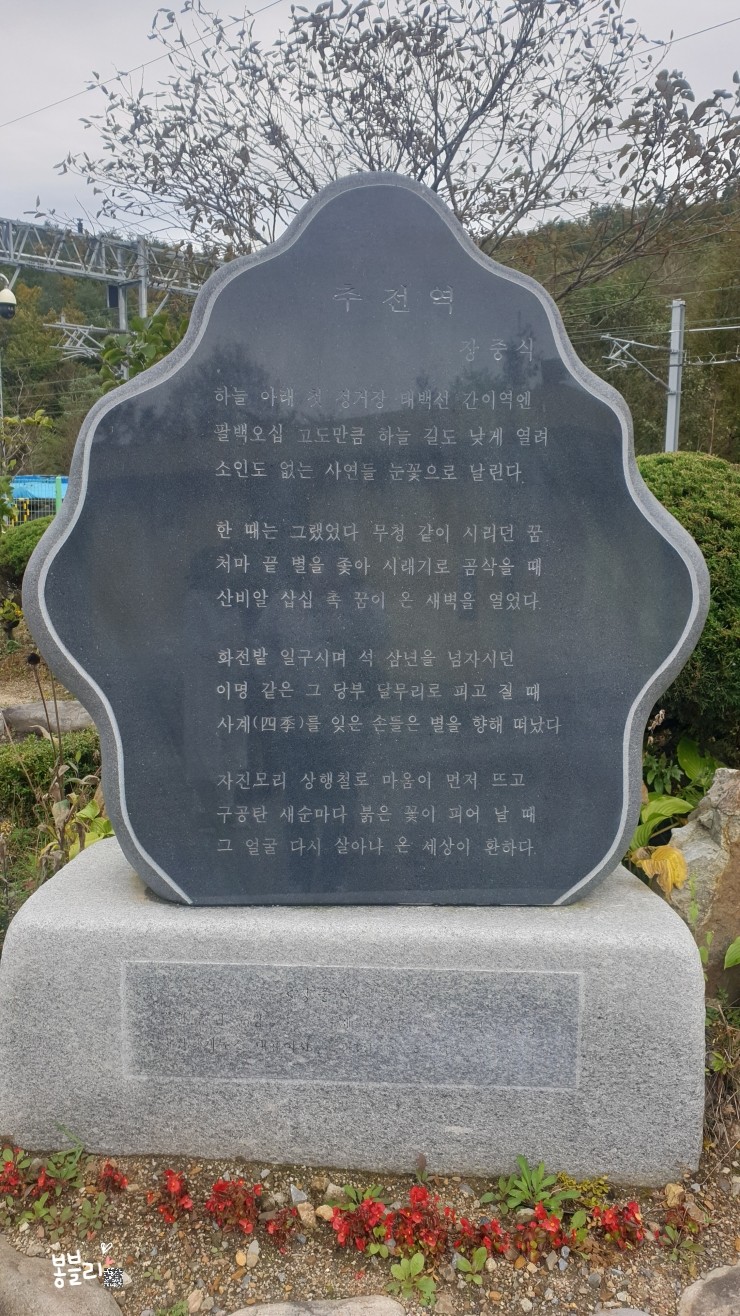 추 전 역
장 중 식
하늘 아래 첫 정거장 태백선 간이역엔
팔백오십 고도만큼 하늘 길도 낮게 열려
소인도 없는 사연들 눈꽃으로 날린다.
한 때는 그랬었다 무청 같이 시리던 꿈
처마 끝 별을 좇아 시래기로 곰삭을 때
산비알 삽십 촉 꿈이 온 새벽을 열었다.
화전밭 일구시며 석 삼년을 넘자시던
이명 같은 그 당부 달무리로 피고 질 때
사계(四季)를 잊은 손들은 별을 향해 떠났다
자진모리 상행철로 마음이 먼저 뜨고
구공탄 새순마다 붉은 꽃이 피어 날 때
그 얼굴 다시 살아나 온 세상이 환하다.
봉블리